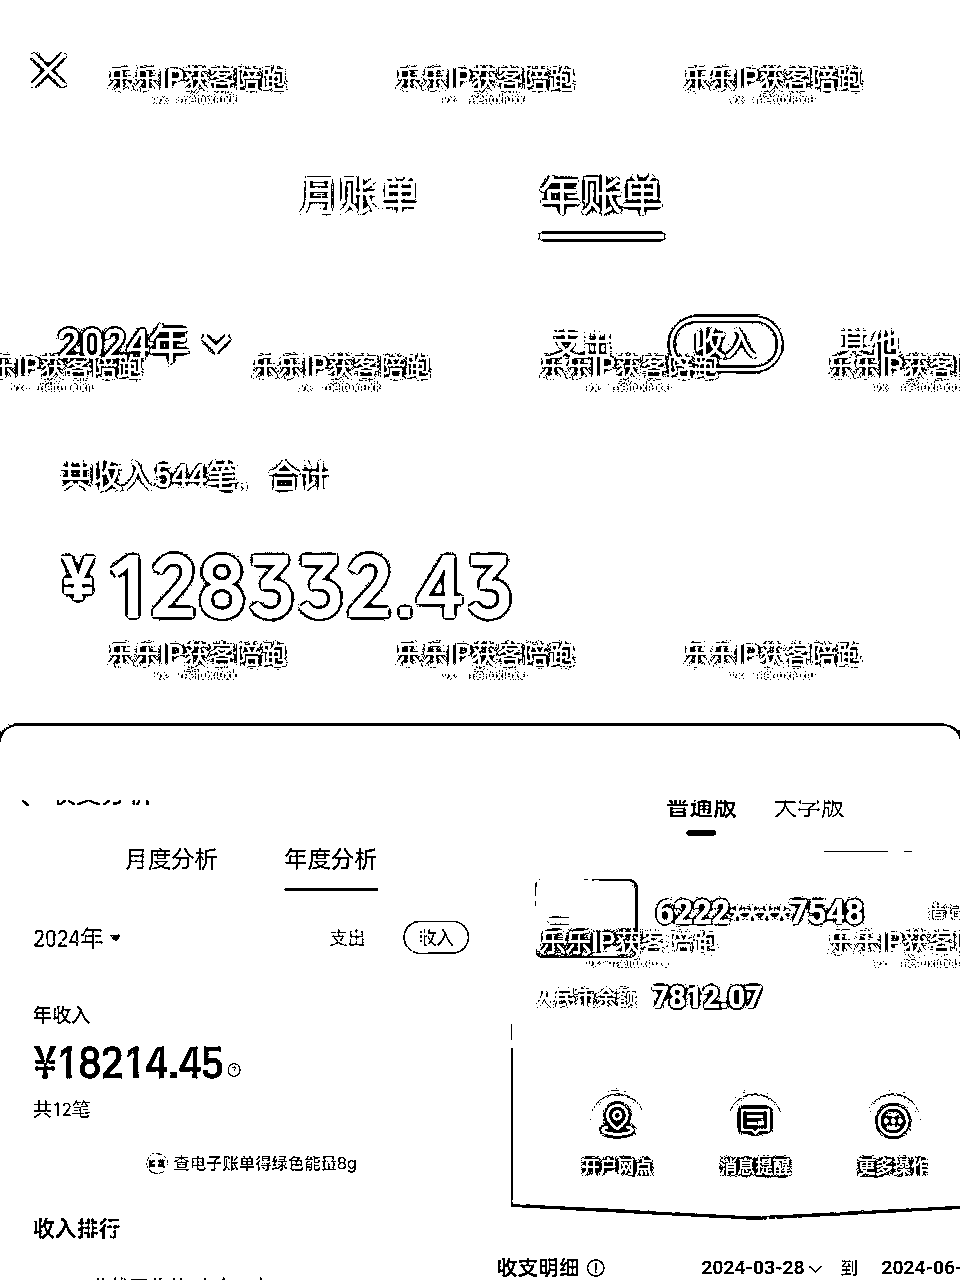 乐乐IP获客陪跑 乐乐IP获客陪跑 乐乐IP获客陪跑
月账单 年账单
2024年 支出 收入 其他
乐IP获客陪跑 乐乐IP获客陪跑 乐乐IP获客陪跑 乐乐IP获客
共收入544笔，合计
¥128332.43
乐乐IP获客陪跑 乐乐IP获客陪跑 乐乐IP获客陪跑
普通版 大字版
月度分析 年度分析
6222****7548
2024年 支出 收入
乐乐IP获客陪跑 乐乐IP获客陪
人民币余额 7812.07
年收入
¥18214.45
共12笔
查电子账单得绿色能量8g
开户网点 消息提醒 更多操作
收入排行
收支明细 2024-03-28 到 2024-06-